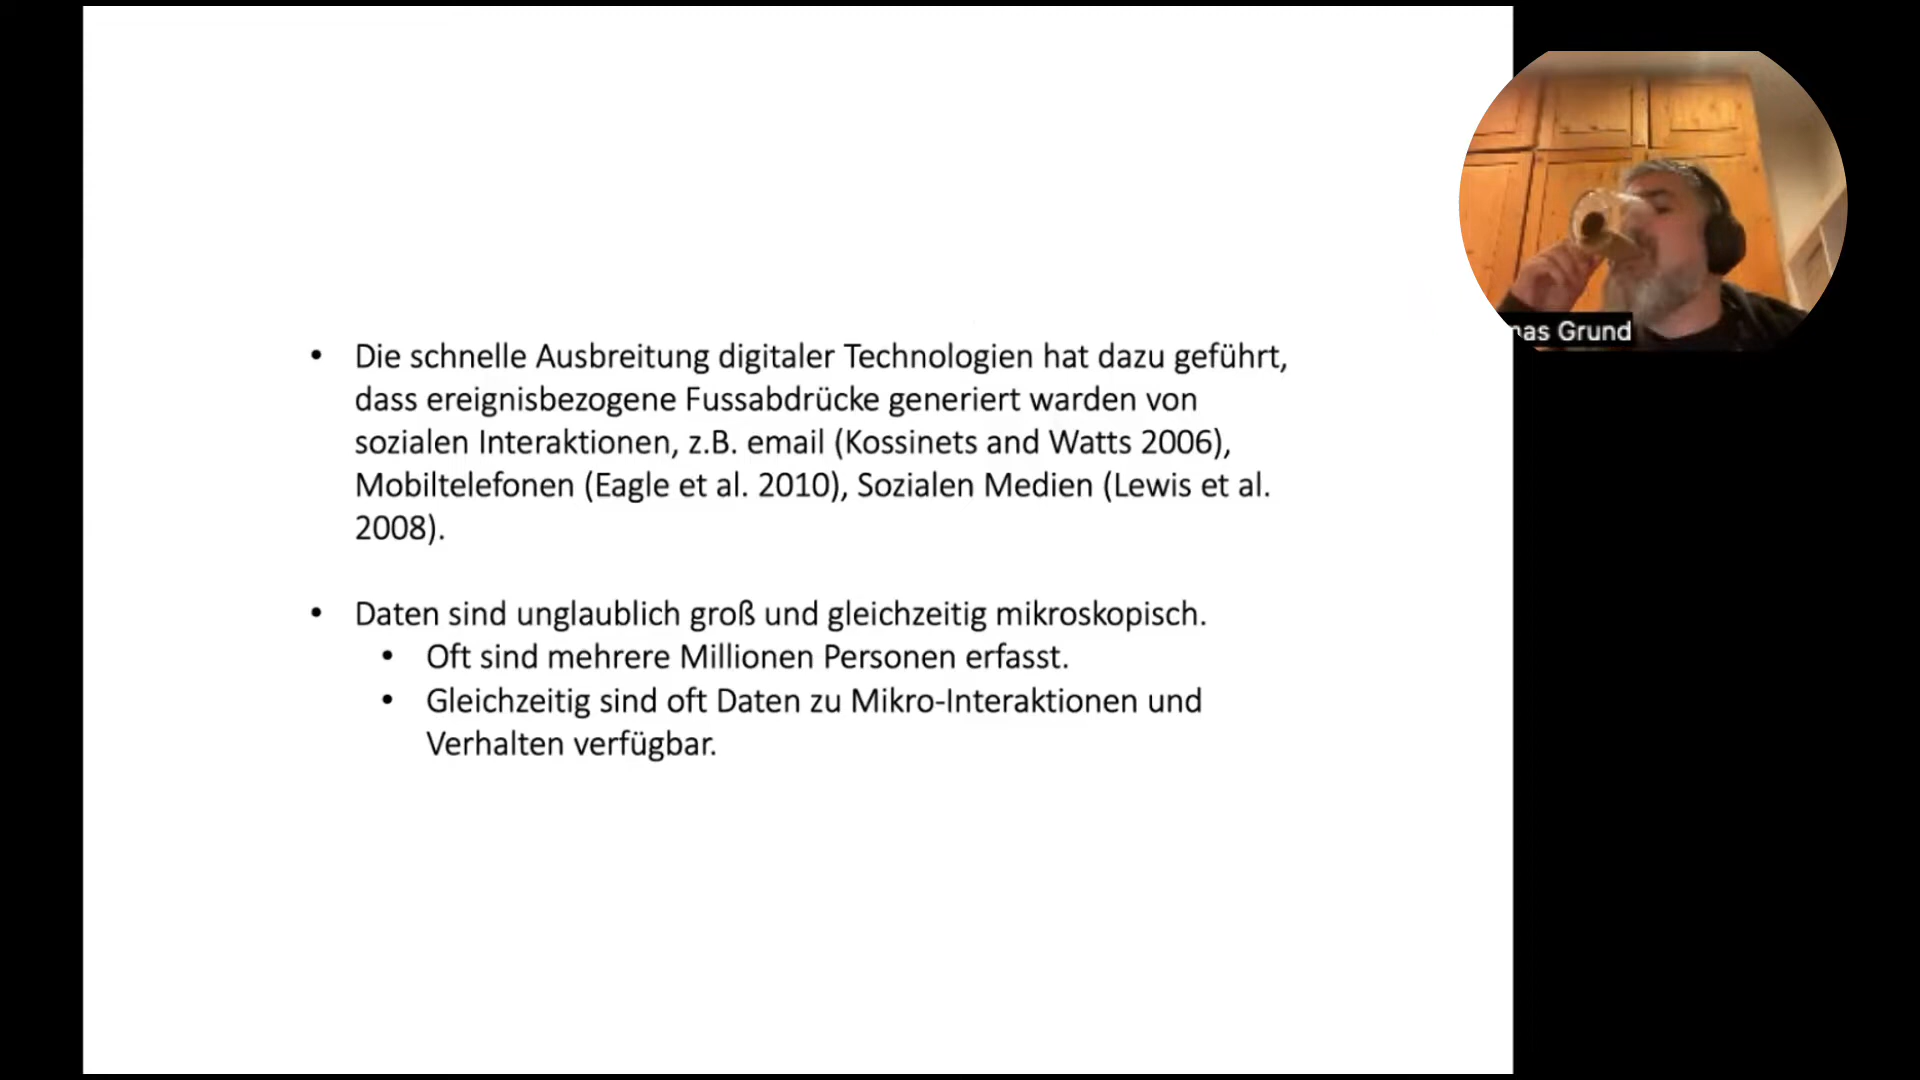 • Die schnelle Ausbreitung digitaler Technologien hat dazu geführt,
dass ereignisbezogene Fussabdrücke generiert warden von
sozialen Interaktionen, z.B. email (Kossinets and Watts 2006),
Mobiltelefonen (Eagle et al. 2010), Sozialen Medien (Lewis et al.
2008).
• Daten sind unglaublich groß und gleichzeitig mikroskopisch.
• Oft sind mehrere Millionen Personen erfasst.
• Gleichzeitig sind oft Daten zu Mikro-Interaktionen und
Verhalten verfügbar.
as Grund